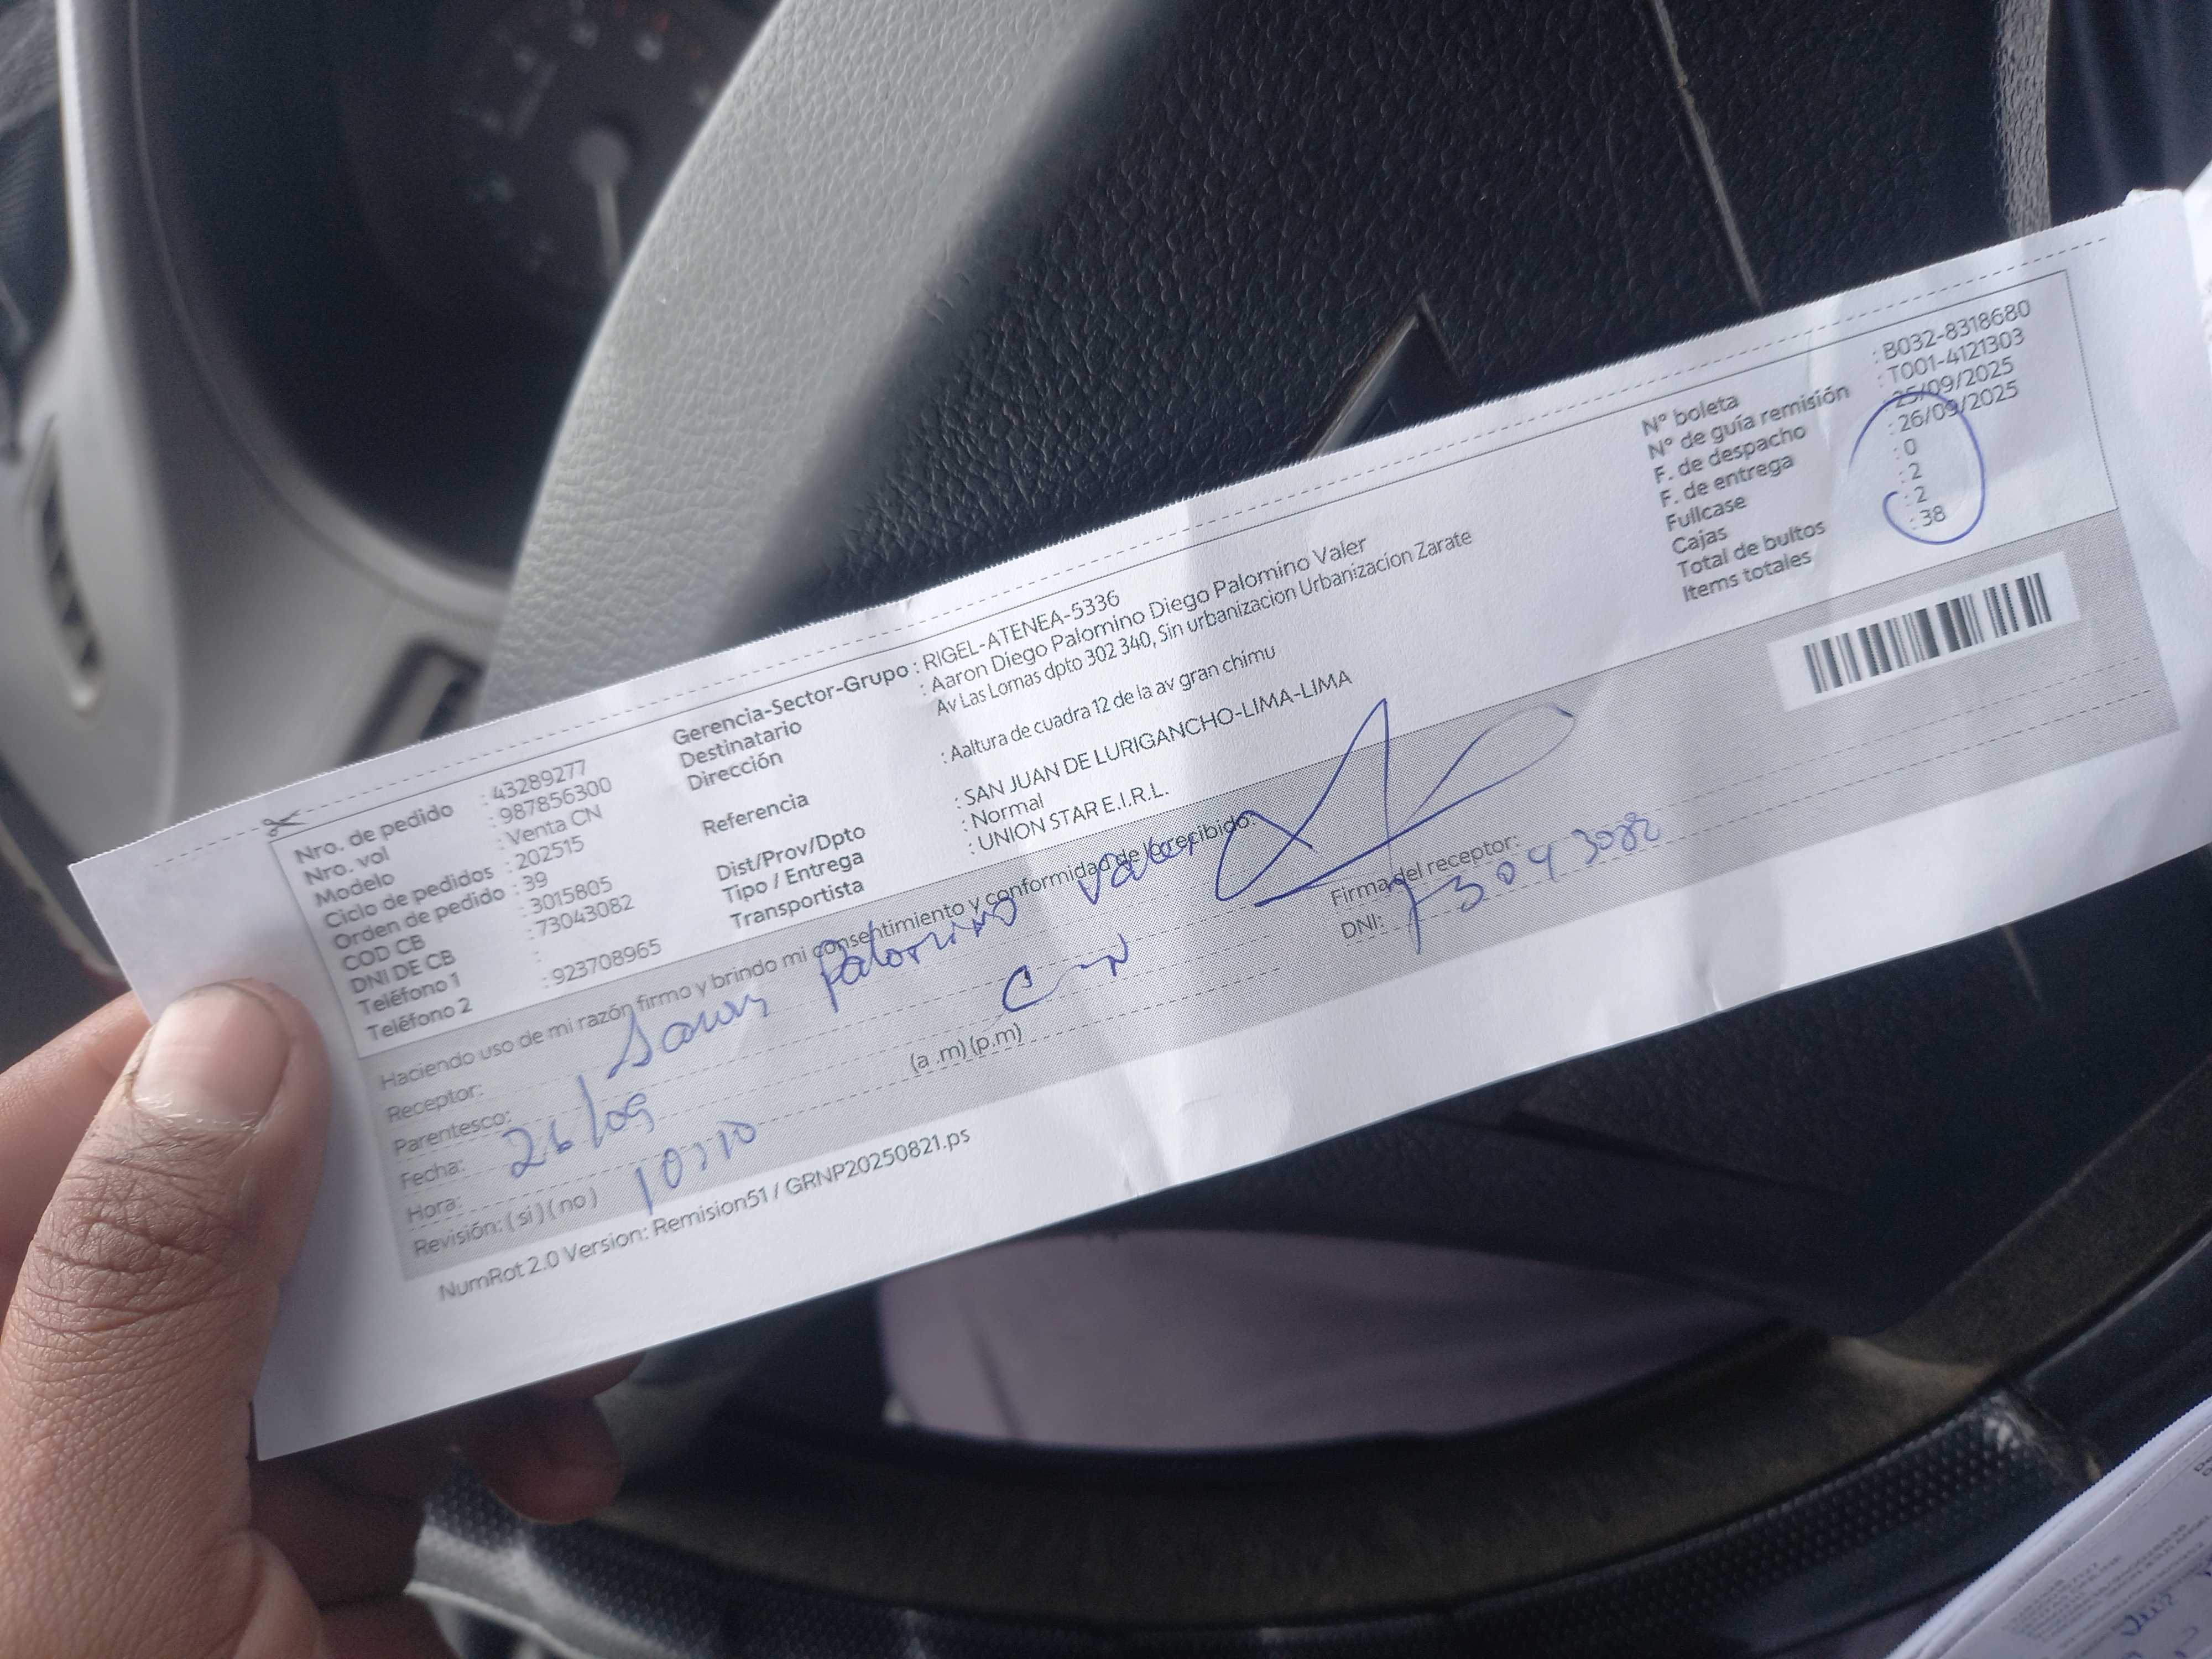 Nro. de pedido : 43289277
Nro. vol : 987856300
Modelo : Venta CN
Ciclo de pedidos : 202515
Orden de pedido : 39
COD CB : 3015805
DNI DE CB : 73043082
Teléfono 1 :
Teléfono 2 : 923708965
Gerencia-Sector-Grupo : RIGEL-ATENEA-5336
Destinatario : Aaron Diego Palomino Diego Palomino Valer
Dirección Av Las Lomas dpto 302 340, Sin urbanizacion Urbanizacion Zarate
Referencia : Aaltura de cuadra 12 de la av gran chimu
Dist/Prov/Dpto : SAN JUAN DE LURIGANCHO-LIMA-LIMA
Tipo / Entrega : Normal
Transportista : UNION STAR E.I.R.L.
N° boleta : B032-8318680
N° de guía remisión : T001-4121303
F. de despacho : 25/09/2025
F. de entrega : 26/09/2025
Fullcase : 0
Cajas : 2
Total de bultos : 2
Items totales : 38
Haciendo uso de mi razón firmo y brindo mi consentimiento y conformidad de lo recibido:
Receptor: Palomino Valer
Parentesco: C-N
Fecha: 26/09
Hora: 10:10 (a .m) (p.m)
Revisión: ( si ) ( no )
Firma del receptor:
DNI: 73043082
NumRot 2.0 Version: Remision51 / GRNP20250821.ps